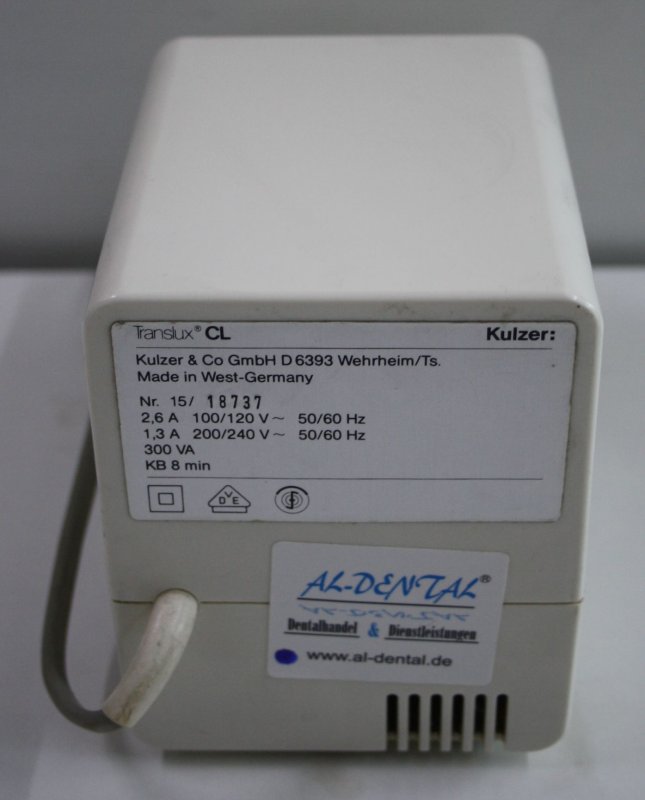 Translux® CL Kulzer:
Kulzer & Co GmbH D 6393 Wehrheim/Ts.
Made in West-Germany
Nr. 15/ 18737
2,6 A 100/120 V ~ 50/60 Hz
1,3 A 200/240 V ~ 50/60 Hz
300 VA
KB 8 min
DVE
AL-DENTAL®
Dentalhandel & Dienstleistungen
www.al-dental.de